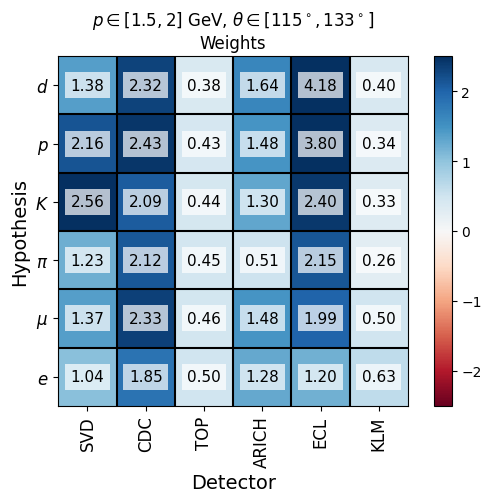 p ∈ [1.5, 2] GeV, θ ∈ [115°, 133°]
Weights
Hypothesis
d 1.38 2.32 0.38 1.64 4.18 0.40
p 2.16 2.43 0.43 1.48 3.80 0.34
K 2.56 2.09 0.44 1.30 2.40 0.33
π 1.23 2.12 0.45 0.51 2.15 0.26
μ 1.37 2.33 0.46 1.48 1.99 0.50
e 1.04 1.85 0.50 1.28 1.20 0.63
SVD CDC TOP ARICH ECL KLM
Detector
2
1
0
−1
−2